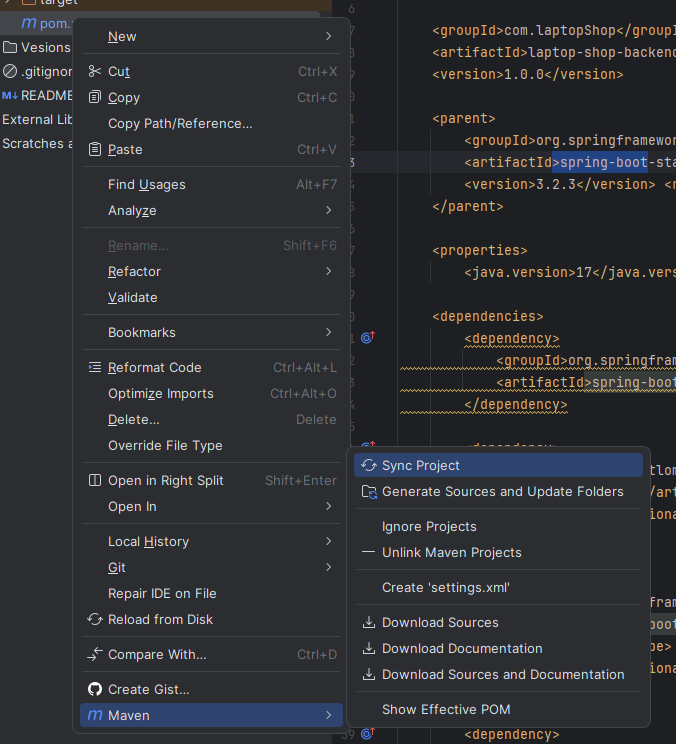 target
pom.
Vesions
.gitignor
README
External Lib
Scratches a
New
Cut Ctrl+X
Copy Ctrl+C
Copy Path/Reference...
Paste Ctrl+V
Find Usages Alt+F7
Analyze
Rename... Shift+F6
Refactor
Validate
Bookmarks
Reformat Code Ctrl+Alt+L
Optimize Imports Ctrl+Alt+O
Delete... Delete
Override File Type
Open in Right Split Shift+Enter
Open In
Local History
Git
Repair IDE on File
Reload from Disk
Compare With... Ctrl+D
Create Gist...
Maven
Sync Project
Generate Sources and Update Folders
Ignore Projects
Unlink Maven Projects
Create 'settings.xml'
Download Sources
Download Documentation
Download Sources and Documentation
Show Effective POM
<groupId>com.laptopShop</groupI
<artifactId>laptop-shop-backend
<version>1.0.0</version>
<parent>
<groupId>org.springframewor
<artifactId>spring-boot-sta
<version>3.2.3</version> <r
</parent>
<properties>
<java.version>17</java.vers
<dependencies>
<dependency>
<groupId>org.springfram
<artifactId>spring-boot
</dependency>
tlom
/art
iona
fram
boot
pe>
iona
39
<dependency>